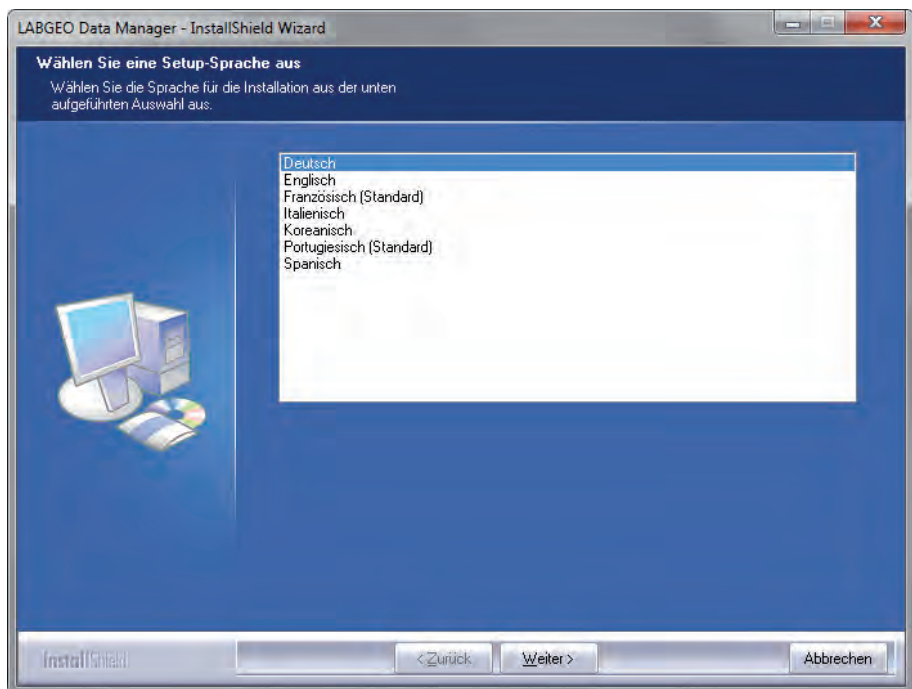 LABGEO Data Manager - InstallShield Wizard
Wählen Sie eine Setup-Sprache aus
Wählen Sie die Sprache für die Installation aus der unten
aufgeführten Auswahl aus.
Deutsch
Englisch
Französisch (Standard)
Italienisch
Koreanisch
Portugiesisch (Standard)
Spanisch
InstallShield
< Zurück
Weiter >
Abbrechen